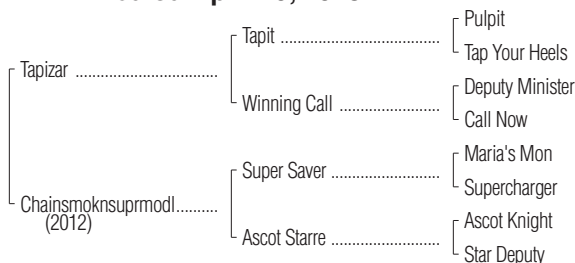 Tapizar ................................
Chainsmoknsuprmodl..........
(2012)
Tapit ....................................
Winning Call .......................
Super Saver .........................
Ascot Starre ........................
Pulpit
Tap Your Heels
Deputy Minister
Call Now
Maria's Mon
Supercharger
Ascot Knight
Star Deputy